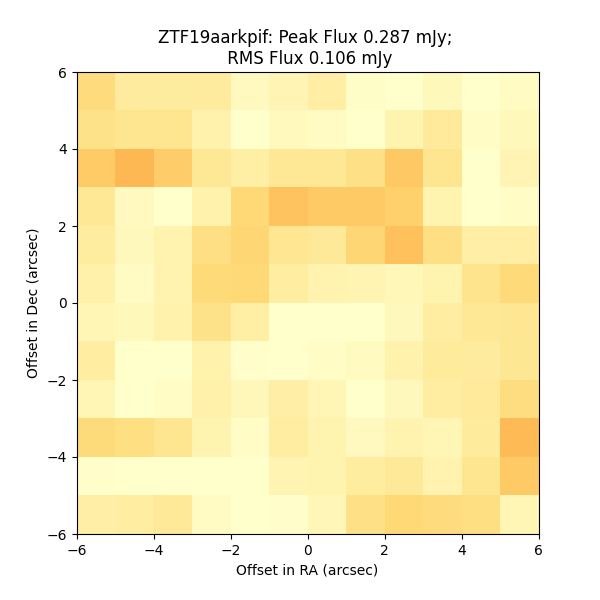 ZTF19aarkpif: Peak Flux 0.287 mJy;
RMS Flux 0.106 mJy
6
4
2
0
−2
−4
−6
Offset in Dec (arcsec)
−6 −4 −2 0 2 4 6
Offset in RA (arcsec)